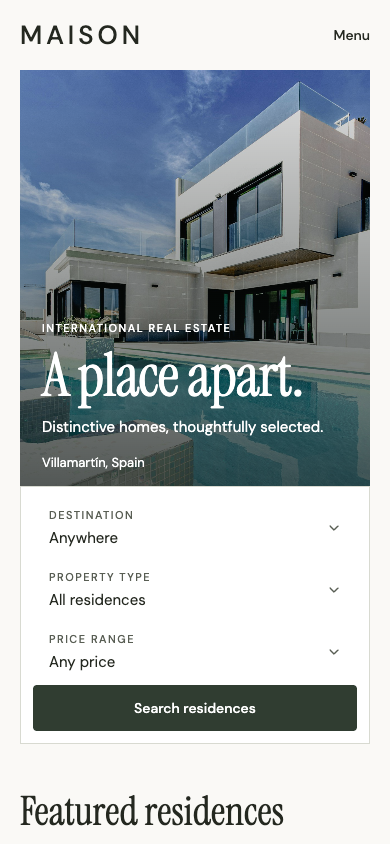 MAISON
Menu
INTERNATIONAL REAL ESTATE
A place apart.
Distinctive homes, thoughtfully selected.
Villamartín, Spain
DESTINATION
Anywhere
PROPERTY TYPE
All residences
PRICE RANGE
Any price
Search residences
Featured residences